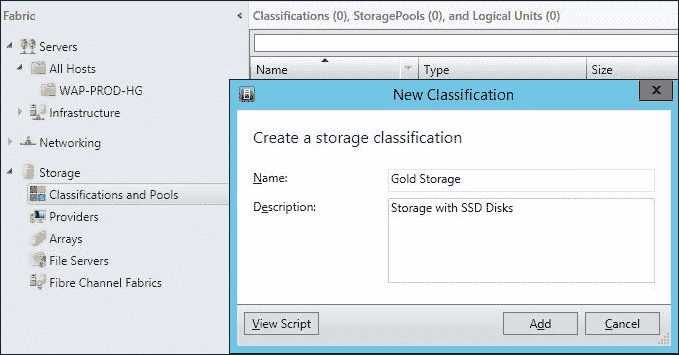 Fabric
Servers
All Hosts
WAP-PROD-HG
Infrastructure
Networking
Storage
Classifications and Pools
Providers
Arrays
File Servers
Fibre Channel Fabrics
Classifications (0), StoragePools (0), and Logical Units (0)
Name Type Size
New Classification
X
Create a storage classification
Name: Gold Storage
Description: Storage with SSD Disks
View Script Add Cancel